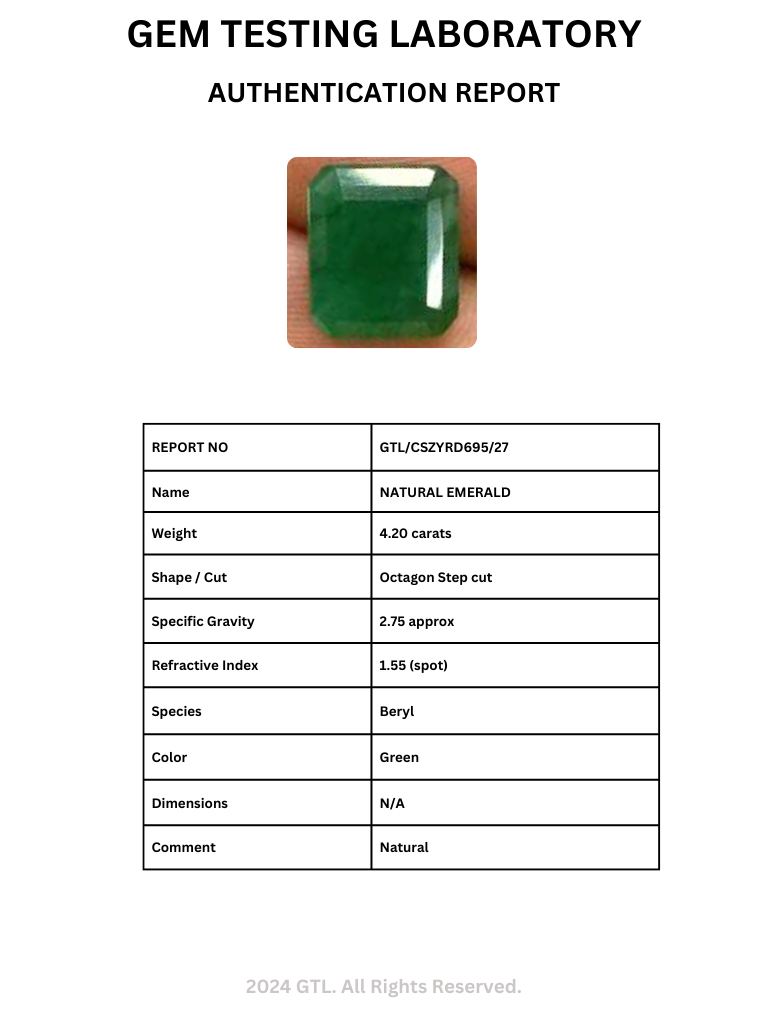 GEM TESTING LABORATORY
AUTHENTICATION REPORT
REPORT NO GTL/CSZYRD695/27
Name NATURAL EMERALD
Weight 4.20 carats
Shape / Cut Octagon Step cut
Specific Gravity 2.75 approx
Refractive Index 1.55 (spot)
Species Beryl
Color Green
Dimensions N/A
Comment Natural
2024 GTL. All Rights Reserved.